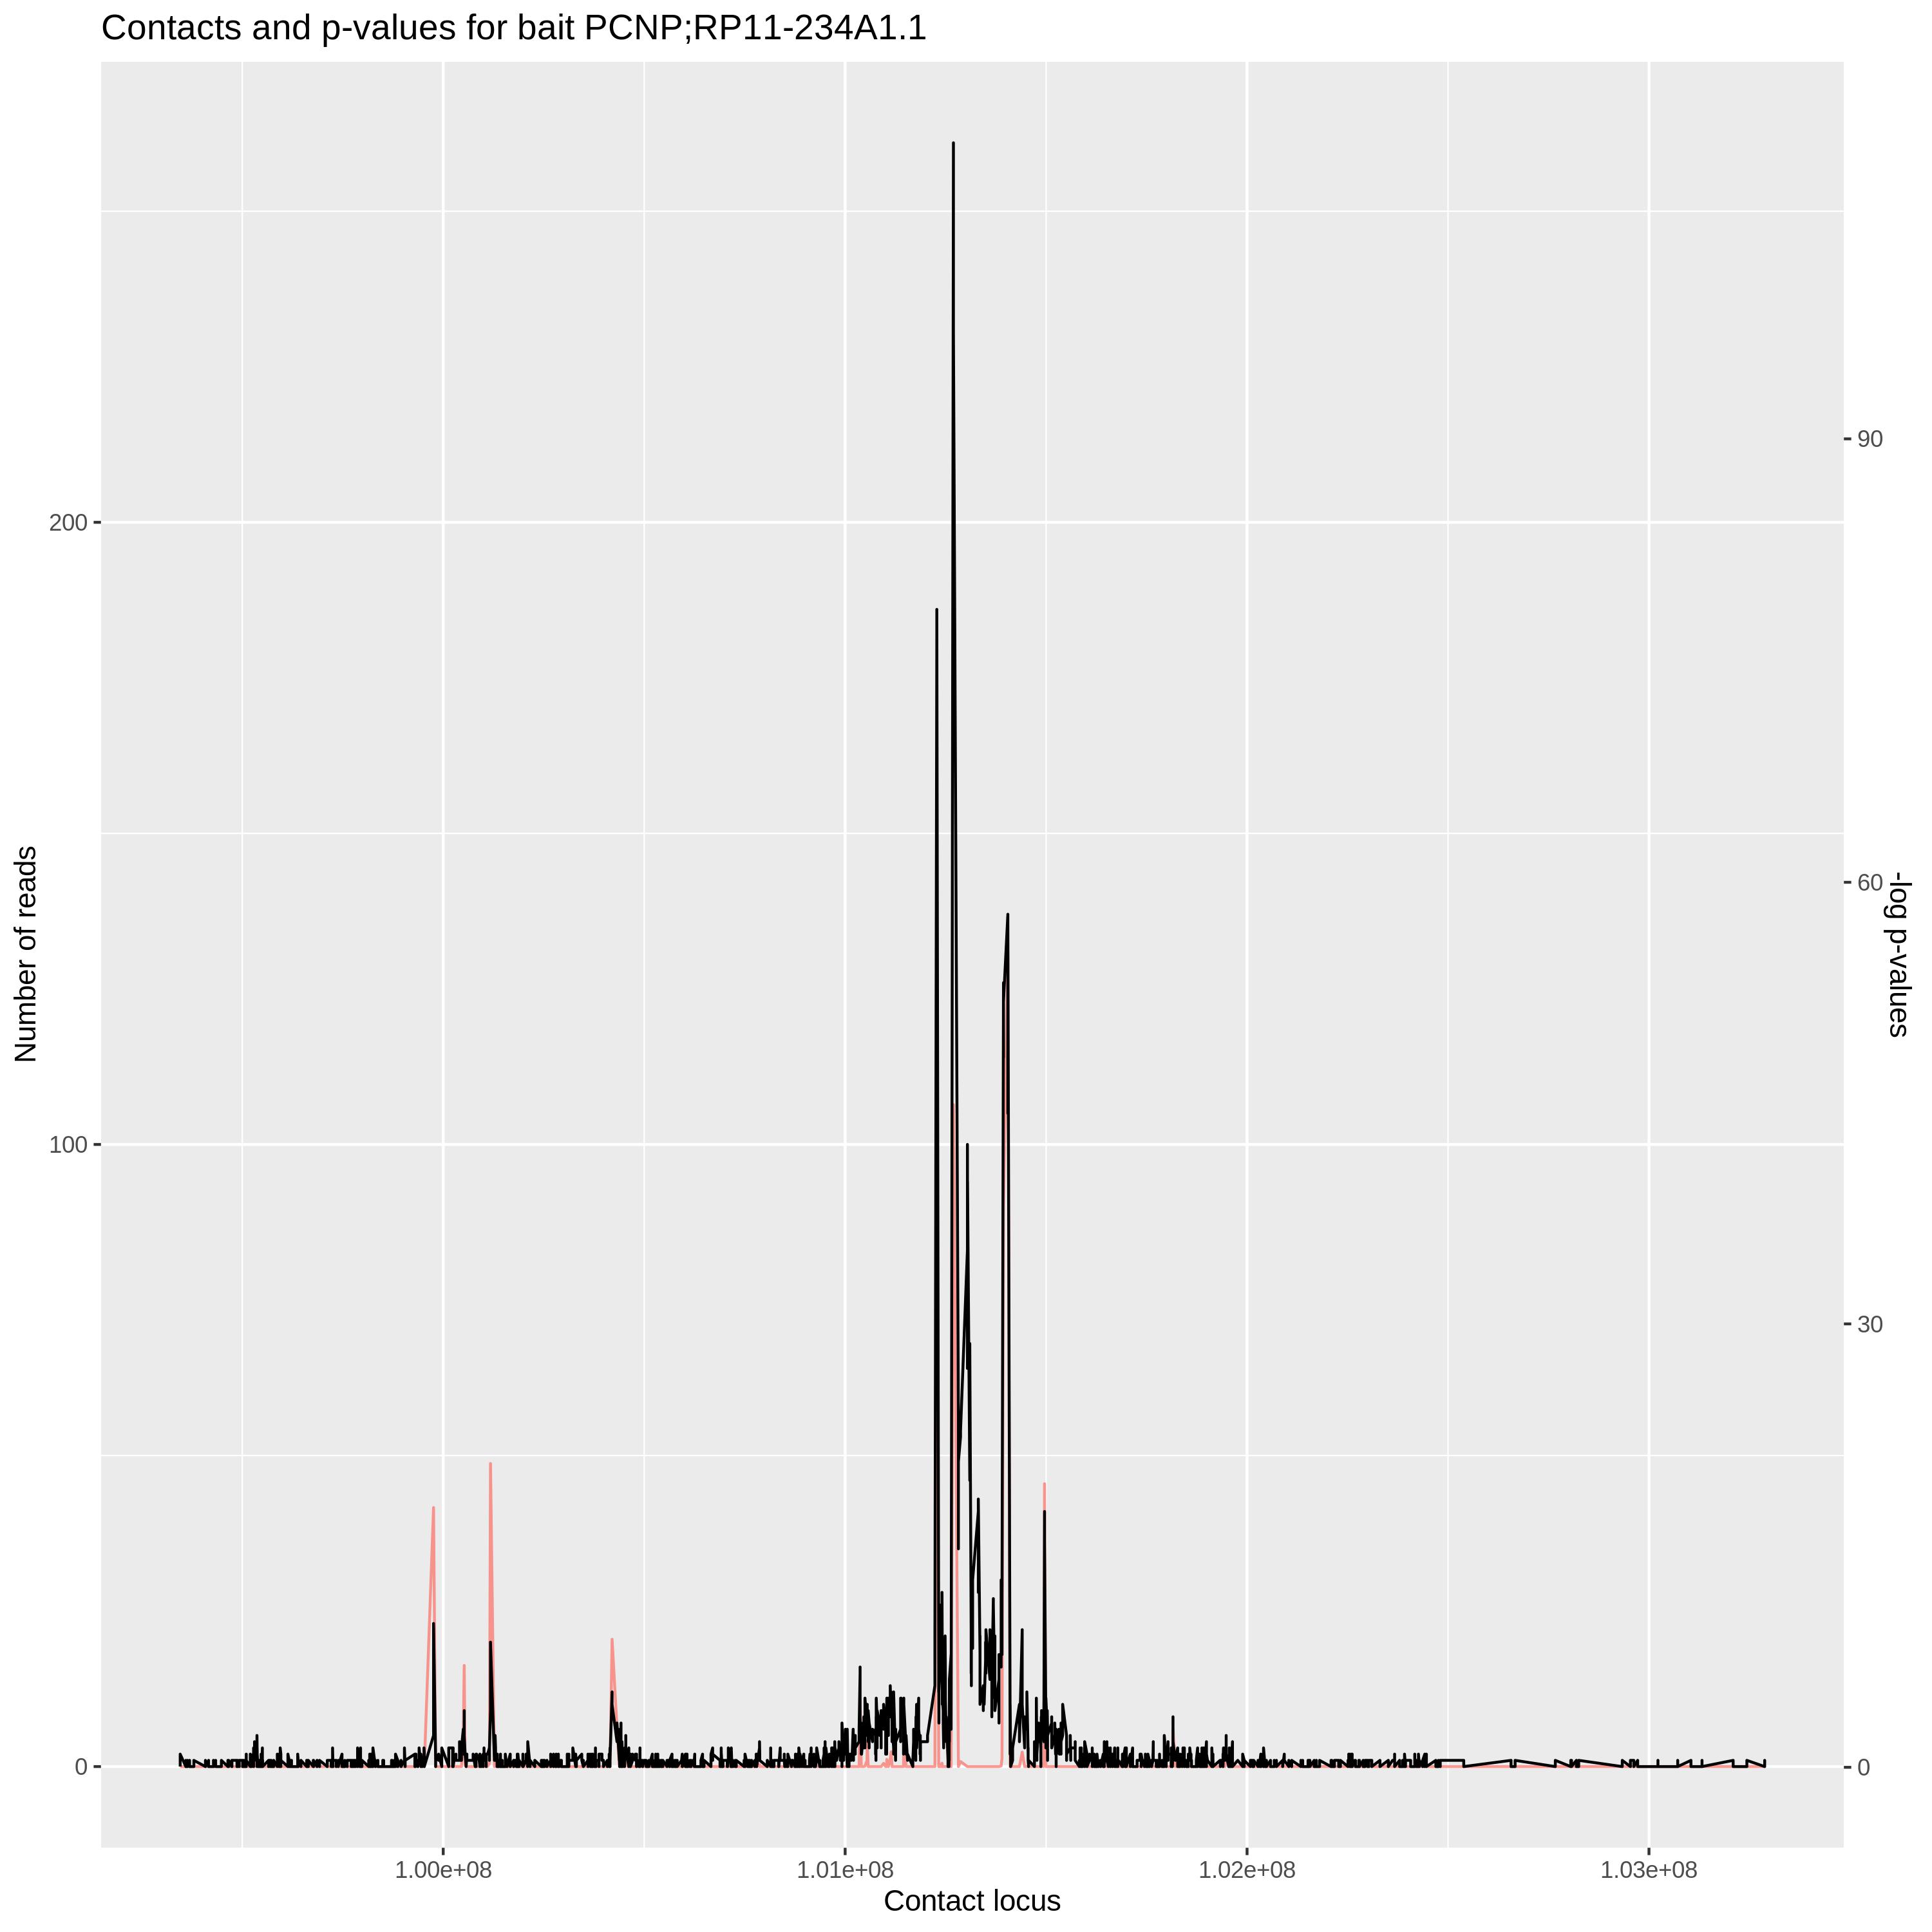 Contacts and p-values for bait PCNP;RP11-234A1.1
Number of reads
200
100
0
90
60
30
0
-log p-values
1.00e+08
1.01e+08
1.02e+08
1.03e+08
Contact locus